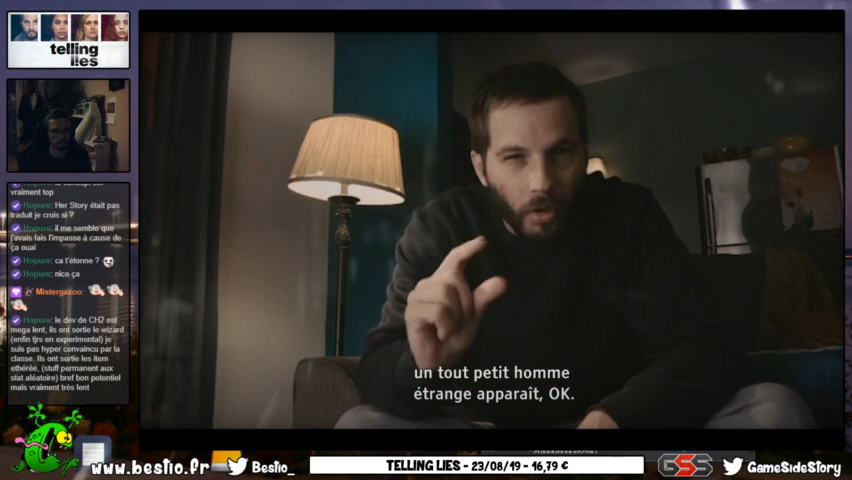 telling
lies
vraiment top
Hopure: Her Story était pas
traduit je crois si ?
Hopure: il me semble que
j'avais fais l'impasse à cause de
ça ouai
Hopure: ca t'étonne ?
Hopure: nice ça
Mistergazoo:
Hopure: le dev de CH2 est
mega lent, ils ont sortie le wizard
(enfin tjrs en experimental) je
suis pas hyper convaincu par la
classe. Ils ont sortie les item
etherée, (stuff permanent aux
stat aléatoire) bref bon potentiel
mais vraiment très lent
un tout petit homme
étrange apparaît, OK.
www.bestio.fr
Bestio_
TELLING LIES - 23/08/19 - 16,79 €
GSS
GameSideStory